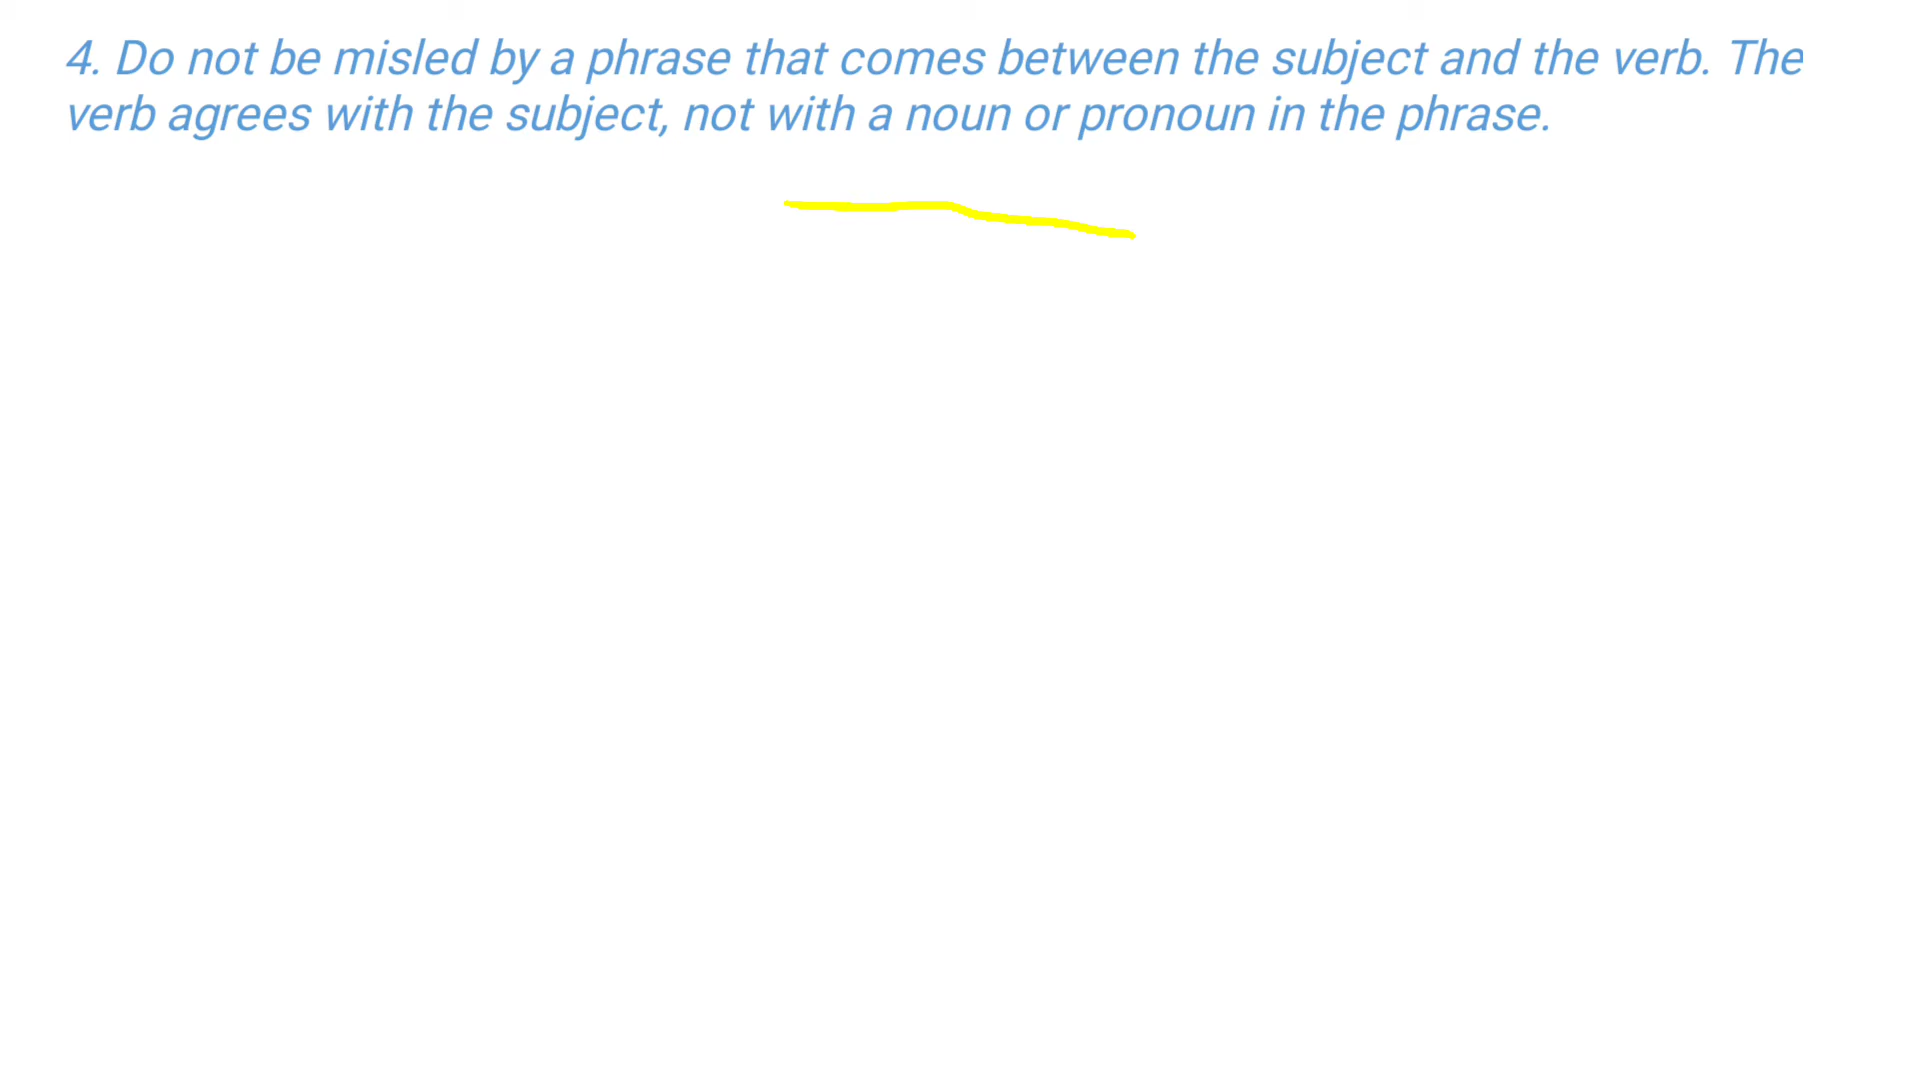 4. Do not be misled by a phrase that comes between the subject and the verb. The
verb agrees with the subject, not with a noun or pronoun in the phrase.